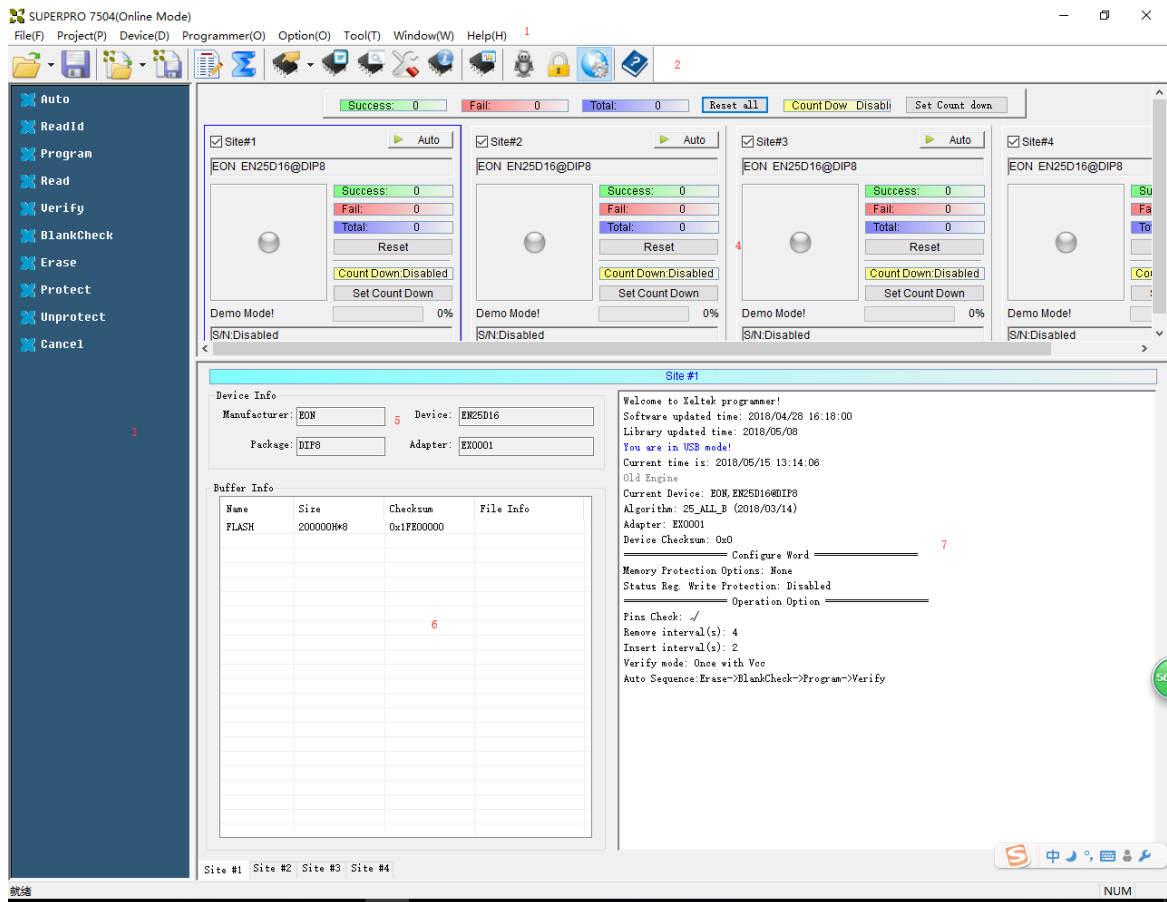 SUPERPRO 7504(Online Mode)
File(F) Project(P) Device(D) Programmer(O) Option(O) Tool(T) Window(W) Help(H) 1
2
Auto
ReadId
Program
Read
Verify
BlankCheck
Erase
Protect
Unprotect
Cancel
3
Success: 0 Fail: 0 Total: 0 Reset all Count Dow Disabl Set Count down
Site#1 Auto Site#2 Auto Site#3 Auto Site#4
EON EN25D16@DIP8 EON EN25D16@DIP8 EON EN25D16@DIP8 EON EN25D16@DIP8
Success: 0 Success: 0 Success: 0 Su
Fail: 0 Fail: 0 Fail: 0 Fa
Total: 0 Total: 0 Total: 0 To
Reset Reset 4 Reset
Count Down:Disabled Count Down:Disabled Count Down:Disabled Cou
Set Count Down Set Count Down Set Count Down
Demo Mode! 0% Demo Mode! 0% Demo Mode! 0% Demo Mode!
S/N:Disabled S/N:Disabled S/N:Disabled S/N:Disabled
Site #1
Device Info
Manufacturer: EON 5 Device: EN25D16
Package: DIP8 Adapter: EX0001
Buffer Info
Name Size Checksum File Info
FLASH 200000H*8 0x1FE00000
6
Welcome to Xeltek programmer!
Software updated time: 2018/04/28 16:18:00
Library updated time: 2018/05/08
You are in USB mode!
Current time is: 2018/05/15 13:14:06
Old Engine
Current Device: EON,EN25D16@DIP8
Algorithm: 25_ALL_B (2018/03/14)
Adapter: EX0001
Device Checksum: 0x0
7
Configure Word
Memory Protection Options: None
Status Reg. Write Protection: Disabled
Operation Option
Pins Check: √
Remove interval(s): 4
Insert interval(s): 2
Verify mode: Once with Vcc
Auto Sequence:Erase->BlankCheck->Program->Verify
Site #1 Site #2 Site #3 Site #4
S 中
就绪 NUM